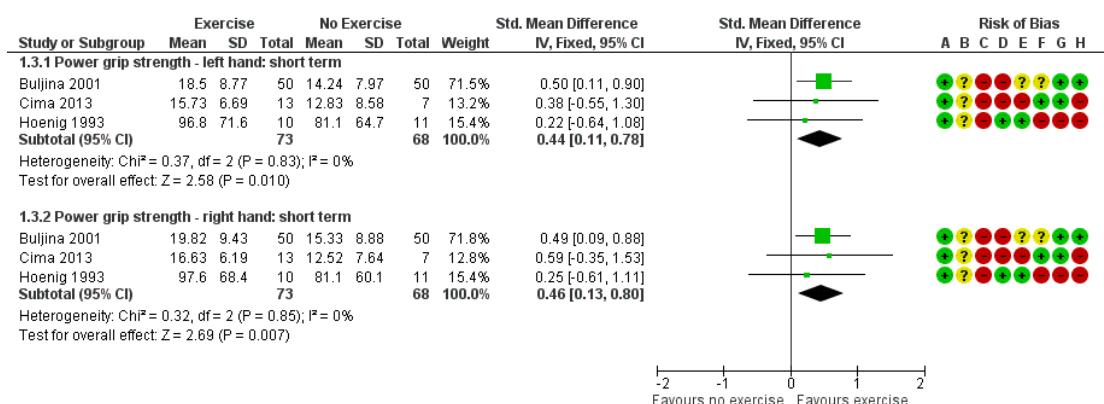 Exercise No Exercise Std. Mean Difference Std. Mean Difference Risk of Bias
Study or Subgroup Mean SD Total Mean SD Total Weight IV, Fixed, 95% CI IV, Fixed, 95% CI A B C D E F G H
1.3.1 Power grip strength - left hand: short term
Buljina 2001 18.5 8.77 50 14.24 7.97 50 71.5% 0.50 [0.11, 0.90] + ? - - ? ? + +
Cima 2013 15.73 6.69 13 12.83 8.58 7 13.2% 0.38 [-0.55, 1.30] + ? - - - + + -
Hoenig 1993 96.8 71.6 10 81.1 64.7 11 15.4% 0.22 [-0.64, 1.08] + ? - + + - - -
Subtotal (95% CI) 73 68 100.0% 0.44 [0.11, 0.78]
Heterogeneity: Chi² = 0.37, df = 2 (P = 0.83); I² = 0%
Test for overall effect: Z = 2.58 (P = 0.010)
1.3.2 Power grip strength - right hand: short term
Buljina 2001 19.82 9.43 50 15.33 8.88 50 71.8% 0.49 [0.09, 0.88] + ? - - ? ? + +
Cima 2013 16.63 6.19 13 12.52 7.64 7 12.8% 0.59 [-0.35, 1.53] + ? - - - + + -
Hoenig 1993 97.6 68.4 10 81.1 60.1 11 15.4% 0.25 [-0.61, 1.11] + ? - + + - - -
Subtotal (95% CI) 73 68 100.0% 0.46 [0.13, 0.80]
Heterogeneity: Chi² = 0.32, df = 2 (P = 0.85); I² = 0%
Test for overall effect: Z = 2.69 (P = 0.007)
-2 -1 0 1 2
Favours no exercise Favours exercise